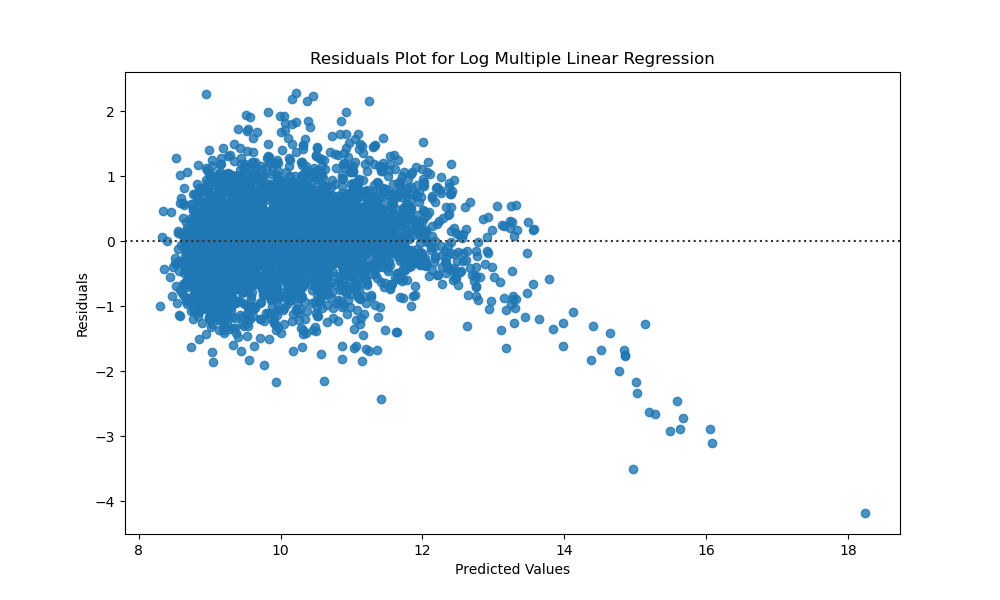 Residuals Plot for Log Multiple Linear Regression
2
1
0
−1
−2
−3
−4
Residuals
8 10 12 14 16 18
Predicted Values